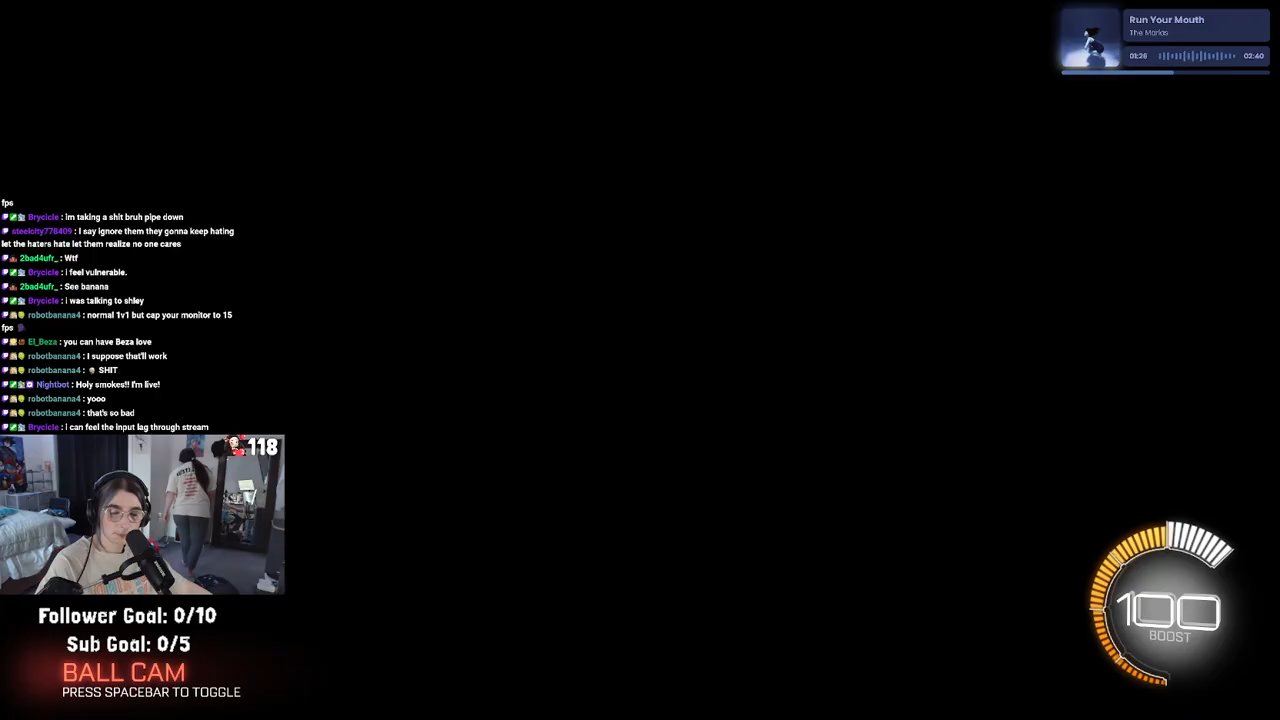 Run Your Mouth
The Marías
01:26
02:40
fps
Brycicle : im taking a shit bruh pipe down
steelcity778409 : I say ignore them they gonna keep hating
let the haters hate let them realize no one cares
2bad4ufr_ : Wtf
Brycicle : i feel vulnerable.
2bad4ufr_ : See banana
Brycicle : i was talking to shley
robotbanana4 : normal 1v1 but cap your monitor to 15
fps
El_Beza : you can have Beza love
robotbanana4 : I suppose that'll work
robotbanana4 : SHIT
Nightbot : Holy smokes!! I'm live!
robotbanana4 : yooo
robotbanana4 : that's so bad
Brycicle : i can feel the input lag through stream
118
Follower Goal: 0/10
Sub Goal: 0/5
BALL CAM
PRESS SPACEBAR TO TOGGLE
100
BOOST